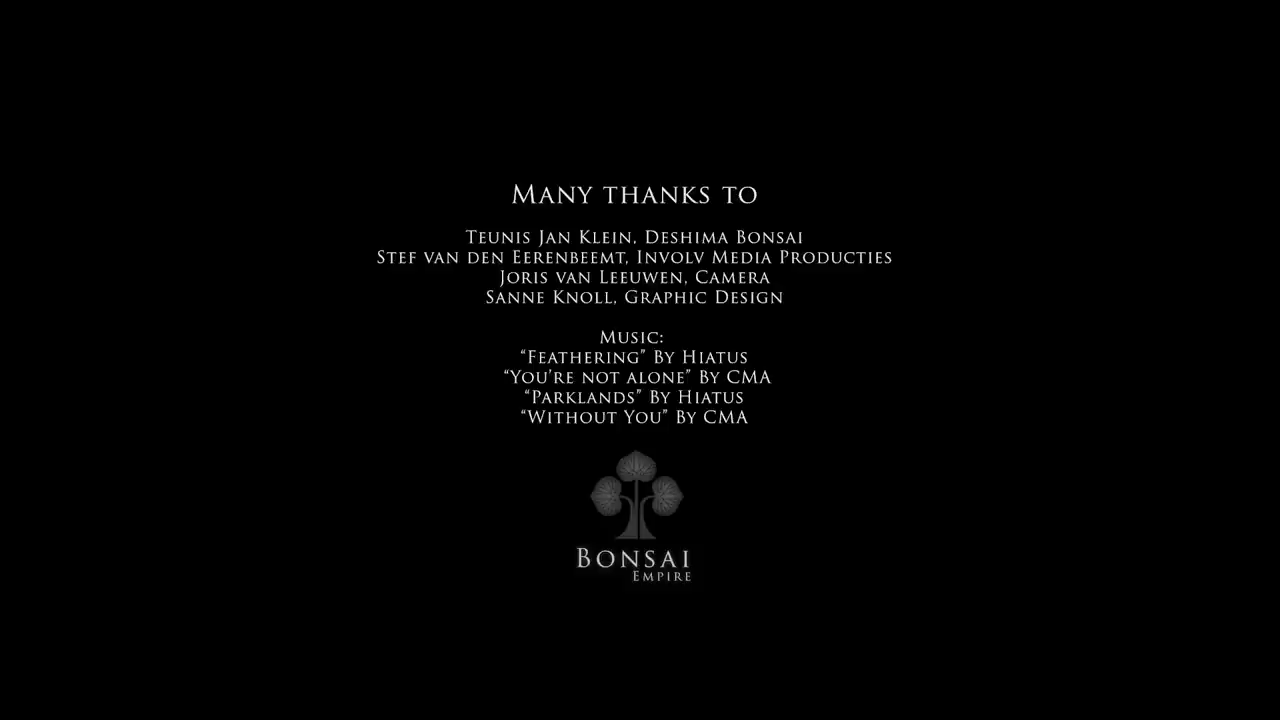 Many thanks to
Teunis Jan Klein, Deshima Bonsai
Stef van den Eerenbeemt, Involv Media Producties
Joris van Leeuwen, Camera
Sanne Knoll, Graphic Design
Music:
“Feathering” By Hiatus
“You’re not alone” By CMA
“Parklands” By Hiatus
“Without You” By CMA
Bonsai
Empire